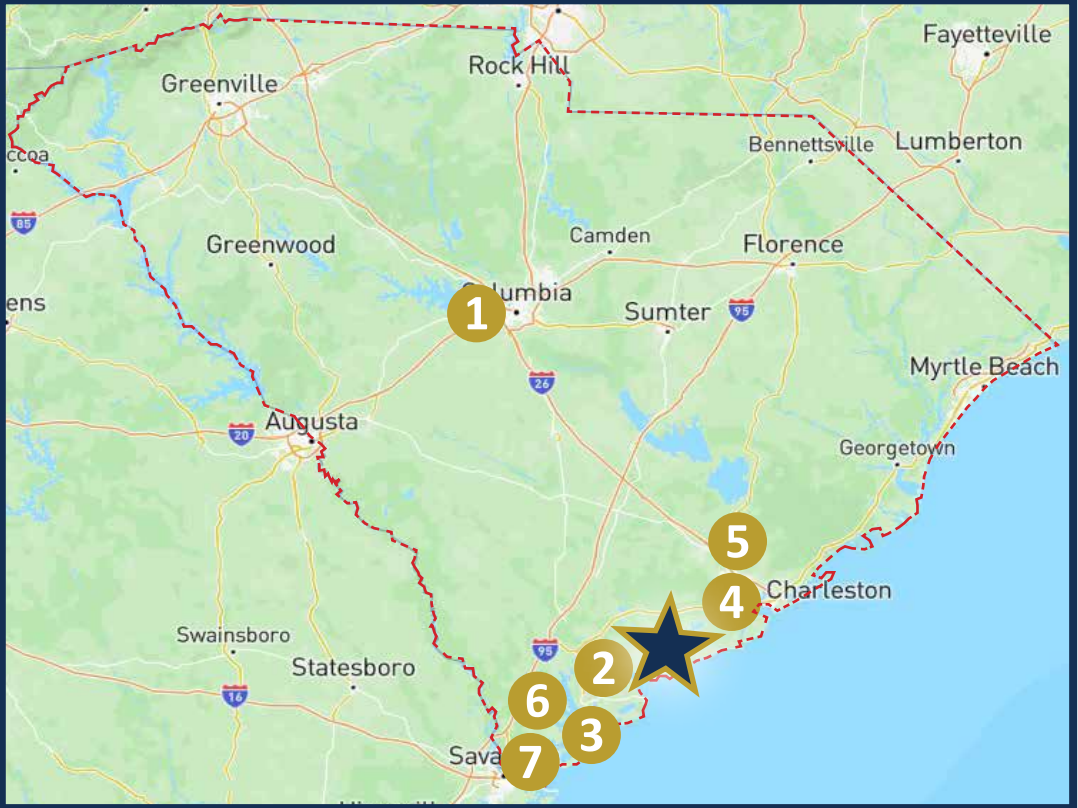 Fayetteville
Rock Hill
Greenville
Bennettsville
Lumberton
ccoa
85
Greenwood
Camden
Florence
ens
Columbia
1
Sumter
95
Myrtle Beach
26
Augusta
20
Georgetown
5
Charleston
4
Swainsboro
95
2
Statesboro
16
6
3
Sava
7